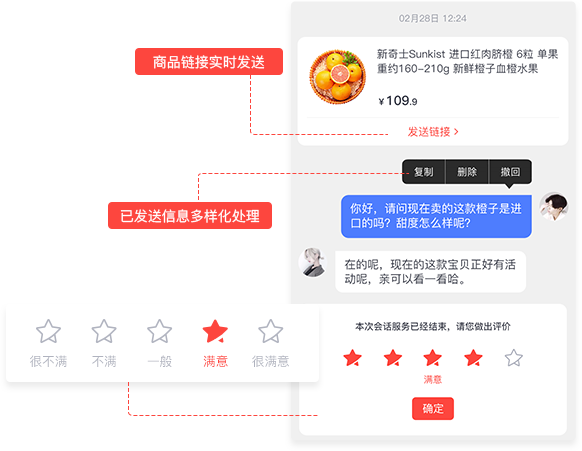 02月28日 12:24
商品链接实时发送
新奇士Sunkist 进口红肉脐橙 6粒 单果
重约160-210g 新鲜橙子血橙水果
¥109.9
发送链接 >
复制 删除 撤回
已发送信息多样化处理
你好，请问现在卖的这款橙子是进
口的吗？甜度怎么样呢？
在的呢，现在的这款宝贝正好有活
动呢，亲可以看一看哈。
本次会话服务已经结束，请您做出评价
很不满 不满 一般 满意 很满意
满意
确定